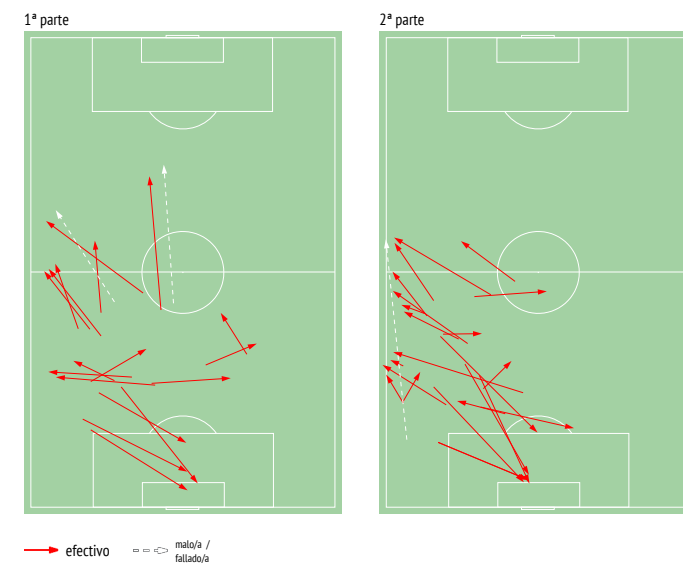 1ª parte
2ª parte
efectivo
malo/a /
fallado/a